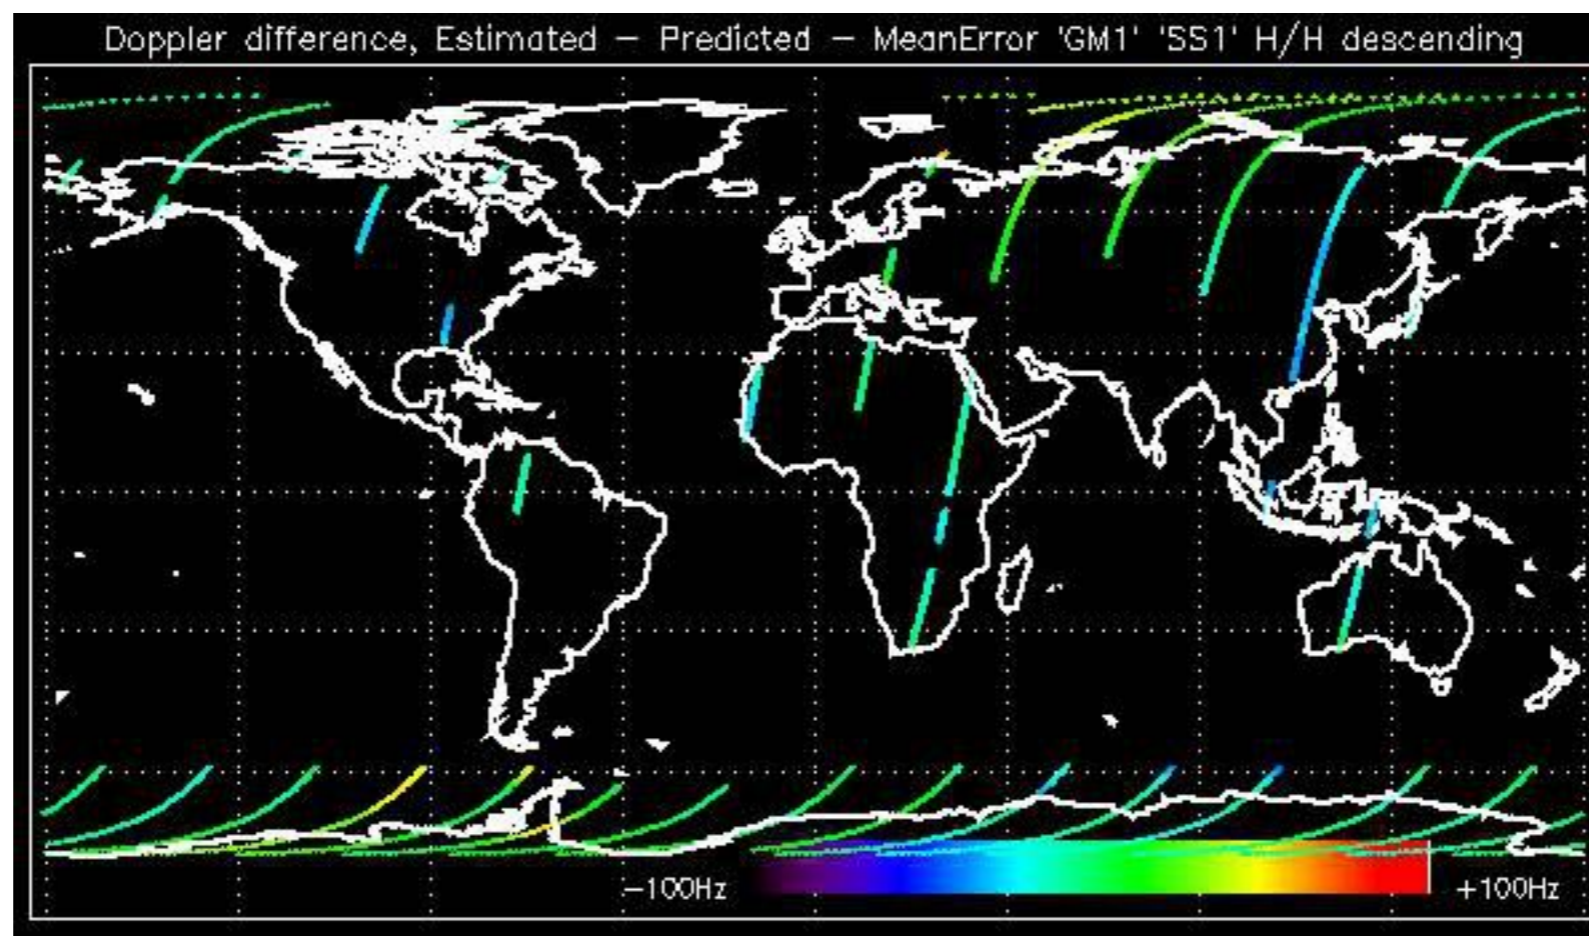 Doppler difference, Estimated – Predicted – MeanError 'GM1' 'SS1' H/H descending
–100Hz
+100Hz